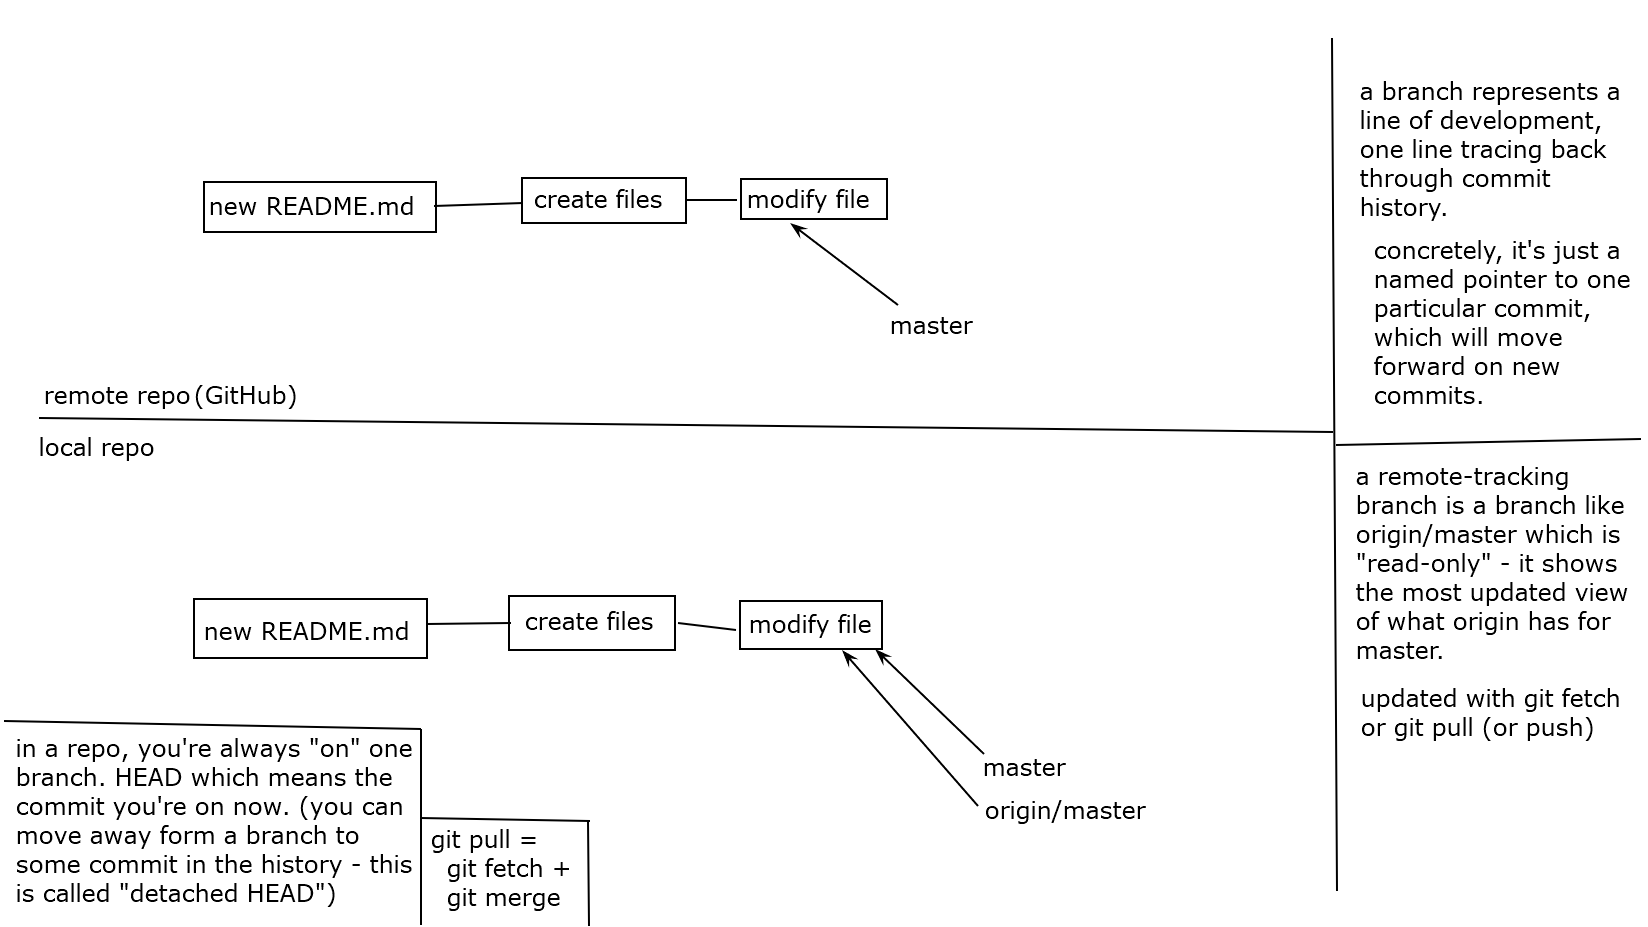 new README.md
create files
modify file
master
remote repo (GitHub)
local repo
new README.md
create files
modify file
master
origin/master
in a repo, you're always "on" one
branch. HEAD which means the
commit you're on now. (you can
move away form a branch to
some commit in the history - this
is called "detached HEAD")
git pull =
git fetch +
git merge
a branch represents a
line of development,
one line tracing back
through commit
history.
concretely, it's just a
named pointer to one
particular commit,
which will move
forward on new
commits.
a remote-tracking
branch is a branch like
origin/master which is
"read-only" - it shows
the most updated view
of what origin has for
master.
updated with git fetch
or git pull (or push)